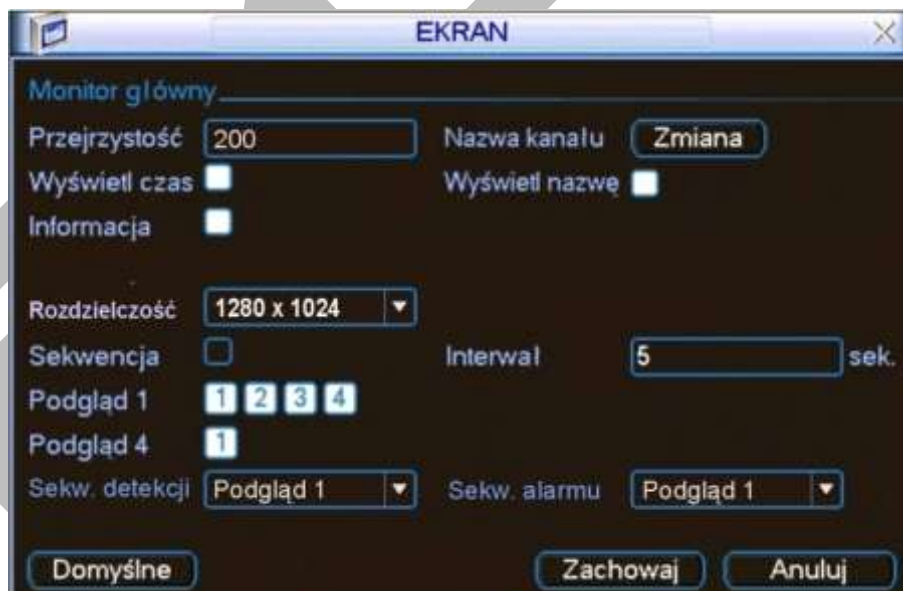 EKRAN
Monitor główny
Przejrzystość 200 Nazwa kanału Zmiana
Wyświetl czas Wyświetl nazwę
Informacja
Rozdzielczość 1280 x 1024
Sekwencja Interwał 5 sek.
Podgląd 1 1 2 3 4
Podgląd 4 1
Sekw. detekcji Podgląd 1 Sekw. alarmu Podgląd 1
Domyślne Zachowaj Anuluj